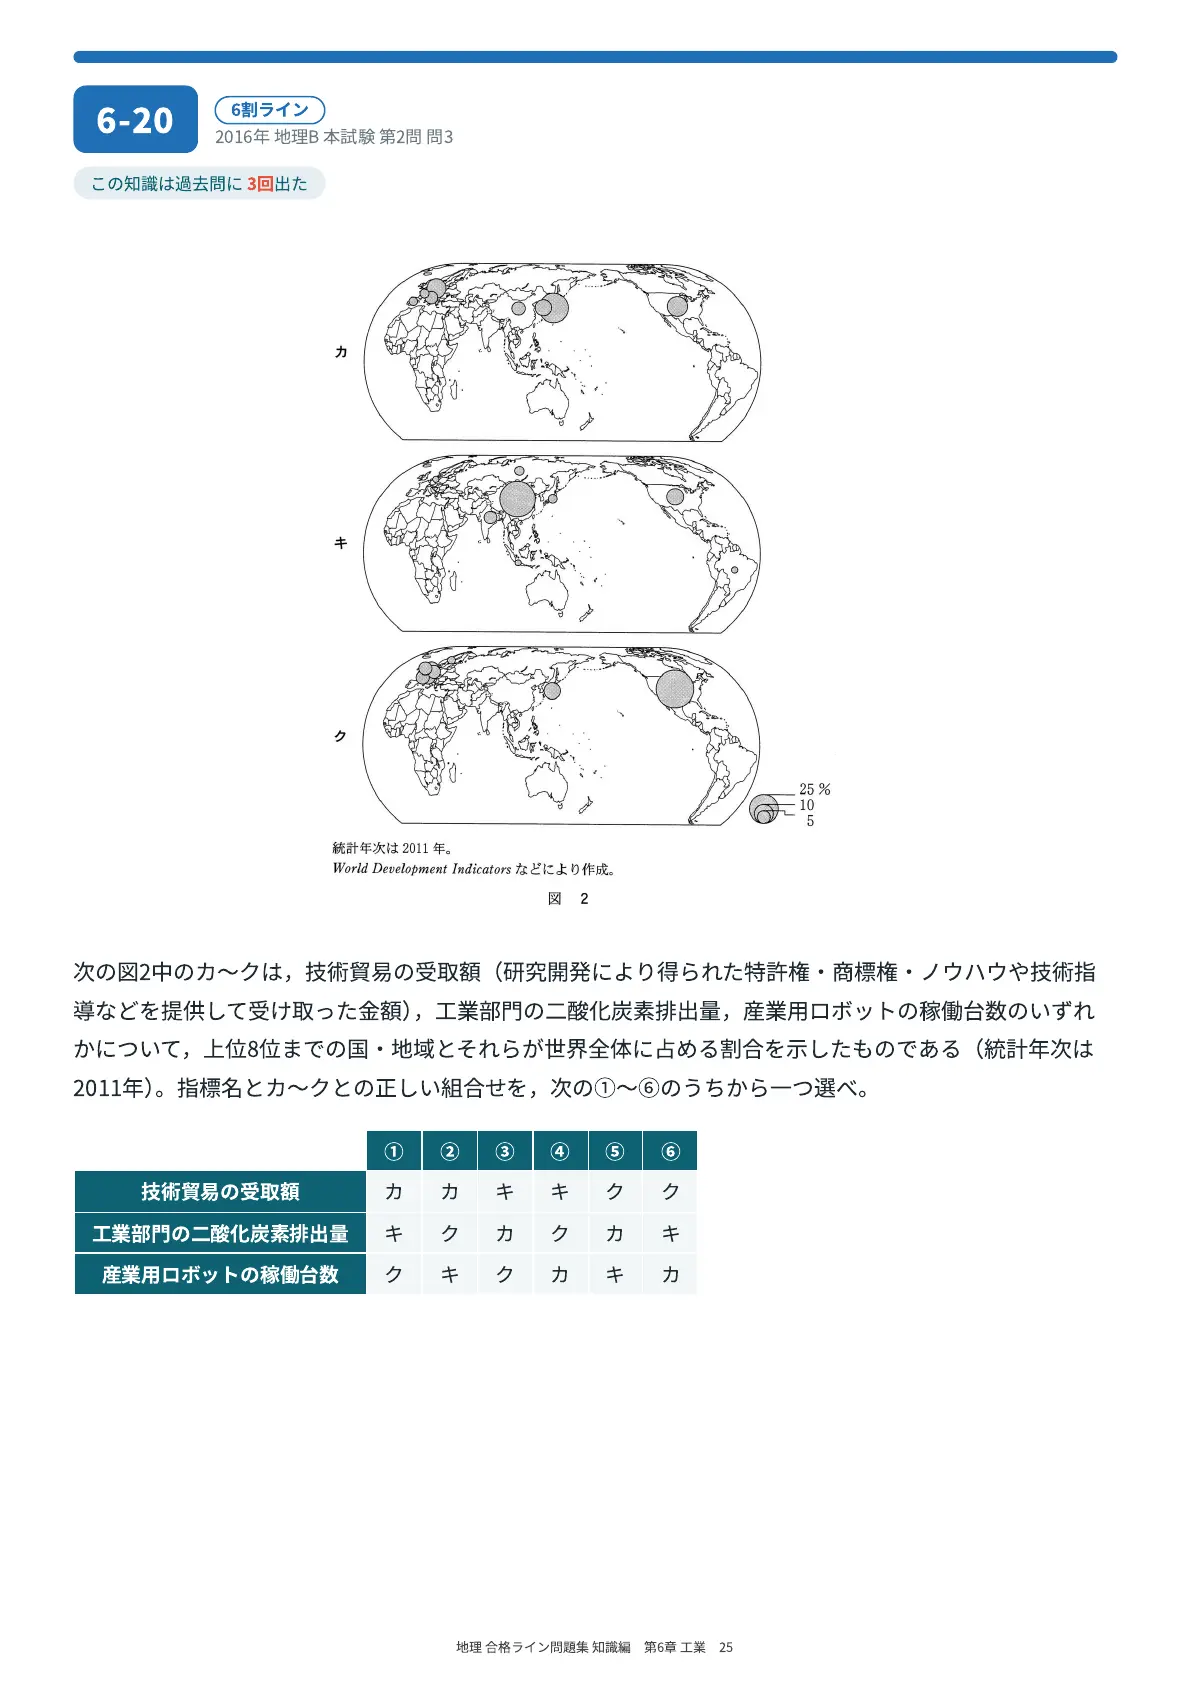 6-20
6割ライン
2016年 地理B 本試験 第2問 問3
この知識は過去問に 3回出た
カ
キ
ク
25 %
10
5
統計年次は 2011 年。
World Development Indicators などにより作成。
図 2
次の図2中のカ～クは，技術貿易の受取額（研究開発により得られた特許権・商標権・ノウハウや技術指
導などを提供して受け取った金額），工業部門の二酸化炭素排出量，産業用ロボットの稼働台数のいずれ
かについて，上位8位までの国・地域とそれらが世界全体に占める割合を示したものである（統計年次は
2011年）。指標名とカ～クとの正しい組合せを，次の①～⑥のうちから一つ選べ。
① ② ③ ④ ⑤ ⑥
技術貿易の受取額 カ カ キ キ ク ク
工業部門の二酸化炭素排出量 キ ク カ ク カ キ
産業用ロボットの稼働台数 ク キ ク カ キ カ
地理 合格ライン問題集 知識編 第6章 工業 25